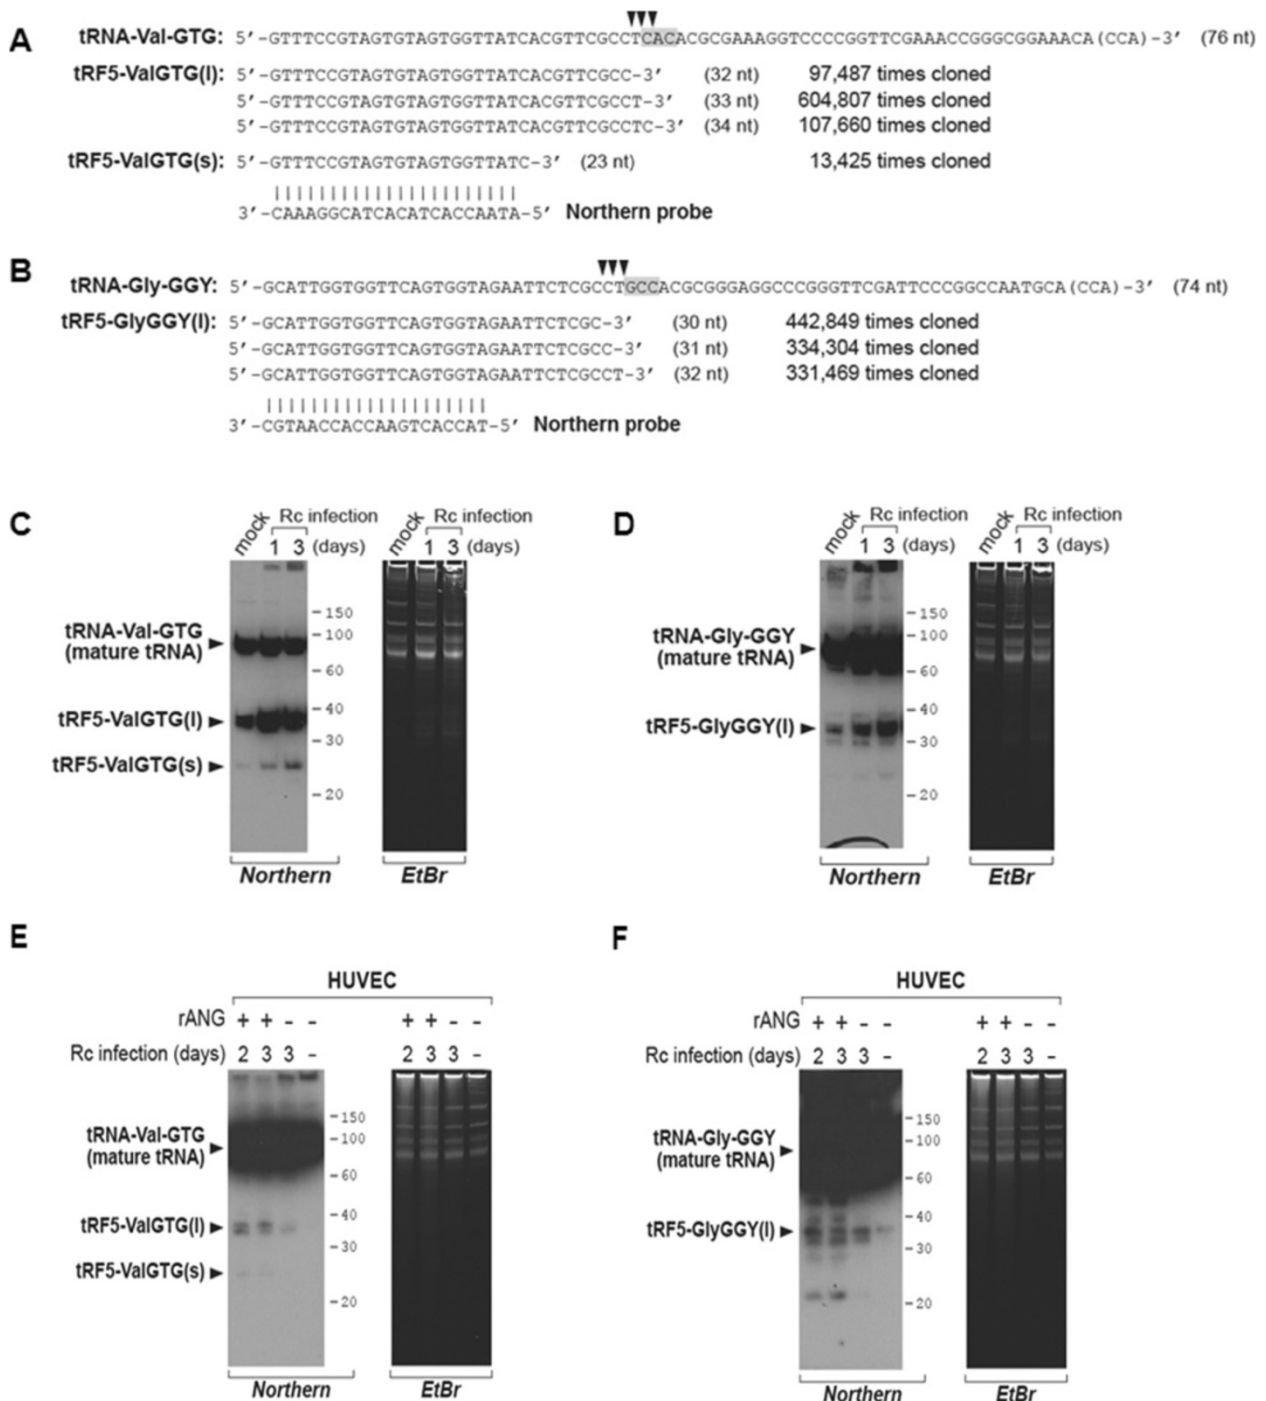 A
tRNA-Val-GTG: 5′-GTTTCCGTAGTGTAGTGGTTATCACGTTCGCCTCACACGCGAAAGGTCCCCGGTTCGAAACCGGGCGGAAACA(CCA)-3′ (76 nt)
tRF5-ValGTG(l): 5′-GTTTCCGTAGTGTAGTGGTTATCACGTTCGCC-3′ (32 nt) 97,487 times cloned
5′-GTTTCCGTAGTGTAGTGGTTATCACGTTCGCCT-3′ (33 nt) 604,807 times cloned
5′-GTTTCCGTAGTGTAGTGGTTATCACGTTCGCCTC-3′ (34 nt) 107,660 times cloned
tRF5-ValGTG(s): 5′-GTTTCCGTAGTGTAGTGGTTATC-3′ (23 nt) 13,425 times cloned
3′-CAAAGGCATCACATCACCAATA-5′ Northern probe
B
tRNA-Gly-GGY: 5′-GCATTGGTGGTTCAGTGGTAGAATTCTCGCCTGCCACGCGGGAGGCCCGGGTTCGATTCCCGGCCAATGCA(CCA)-3′ (74 nt)
tRF5-GlyGGY(l): 5′-GCATTGGTGGTTCAGTGGTAGAATTCTCGC-3′ (30 nt) 442,849 times cloned
5′-GCATTGGTGGTTCAGTGGTAGAATTCTCGCC-3′ (31 nt) 334,304 times cloned
5′-GCATTGGTGGTTCAGTGGTAGAATTCTCGCCT-3′ (32 nt) 331,469 times cloned
3′-CGTAACCACCAAGTCACCAT-5′ Northern probe
C
mock Rc infection mock Rc infection
1 3 (days) 1 3 (days)
tRNA-Val-GTG
(mature tRNA)
tRF5-ValGTG(l)
tRF5-ValGTG(s)
-150
-100
-60
-40
-30
-20
Northern EtBr
D
mock Rc infection mock Rc infection
1 3 (days) 1 3 (days)
tRNA-Gly-GGY
(mature tRNA)
tRF5-GlyGGY(l)
-150
-100
-60
-40
-30
-20
Northern EtBr
E
HUVEC
rANG + + - - + + - -
Rc infection (days) 2 3 3 - 2 3 3 -
tRNA-Val-GTG
(mature tRNA)
tRF5-ValGTG(l)
tRF5-ValGTG(s)
-150
-100
-60
-40
-30
-20
Northern EtBr
F
HUVEC
rANG + + - - + + - -
Rc infection (days) 2 3 3 - 2 3 3 -
tRNA-Gly-GGY
(mature tRNA)
tRF5-GlyGGY(l)
-150
-100
-60
-40
-30
-20
Northern EtBr